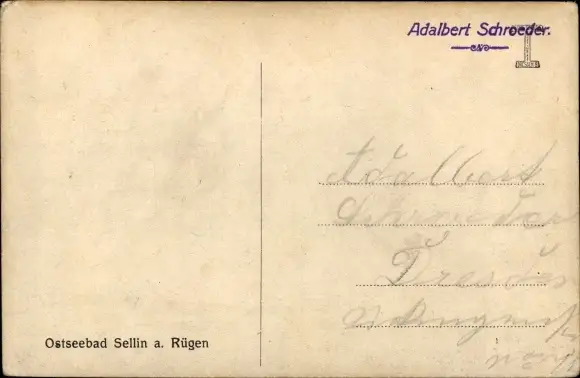 Adalbert Schroeder.
Adalbert
Schroeder
Dresden
Ostseebad Sellin a. Rügen